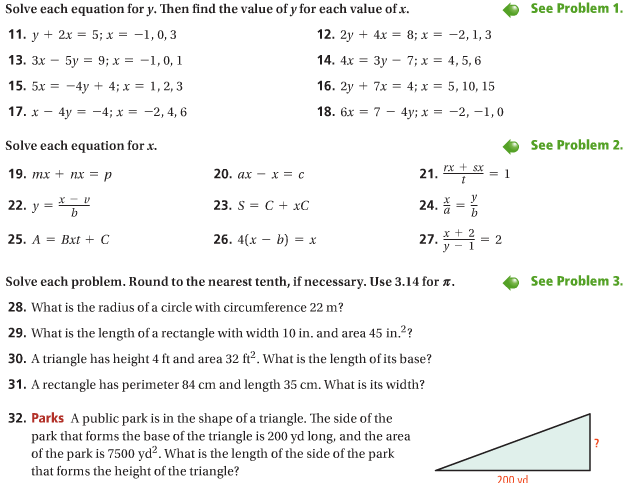 Solve each equation for y. Then find the value of y for each value of x.
See Problem 1.
11. y + 2x = 5; x = −1, 0, 3
12. 2y + 4x = 8; x = −2, 1, 3
13. 3x − 5y = 9; x = −1, 0, 1
14. 4x = 3y − 7; x = 4, 5, 6
15. 5x = −4y + 4; x = 1, 2, 3
16. 2y + 7x = 4; x = 5, 10, 15
17. x − 4y = −4; x = −2, 4, 6
18. 6x = 7 − 4y; x = −2, −1, 0
Solve each equation for x.
See Problem 2.
19. mx + nx = p
20. ax − x = c
21. (rx + sx)/t = 1
22. y = (x − v)/b
23. S = C + xC
24. x/a = y/b
25. A = Bxt + C
26. 4(x − b) = x
27. (x + 2)/(y − 1) = 2
Solve each problem. Round to the nearest tenth, if necessary. Use 3.14 for π.
See Problem 3.
28. What is the radius of a circle with circumference 22 m?
29. What is the length of a rectangle with width 10 in. and area 45 in.²?
30. A triangle has height 4 ft and area 32 ft². What is the length of its base?
31. A rectangle has perimeter 84 cm and length 35 cm. What is its width?
32. Parks A public park is in the shape of a triangle. The side of the
park that forms the base of the triangle is 200 yd long, and the area
of the park is 7500 yd². What is the length of the side of the park
that forms the height of the triangle?
?
200 yd